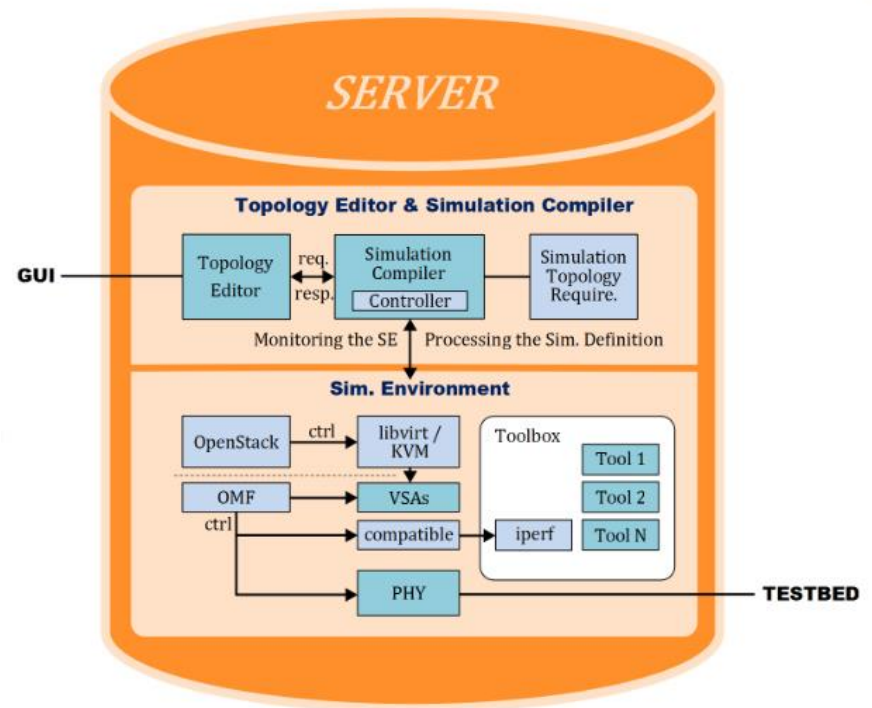 SERVER
Topology Editor & Simulation Compiler
GUI
Topology
Editor
req.
resp.
Simulation
Compiler
Controller
Simulation
Topology
Require.
Monitoring the SE
Processing the Sim. Definition
Sim. Environment
OpenStack
ctrl
libvirt /
KVM
Toolbox
Tool 1
OMF
VSAs
Tool 2
ctrl
compatible
iperf
Tool N
PHY
TESTBED